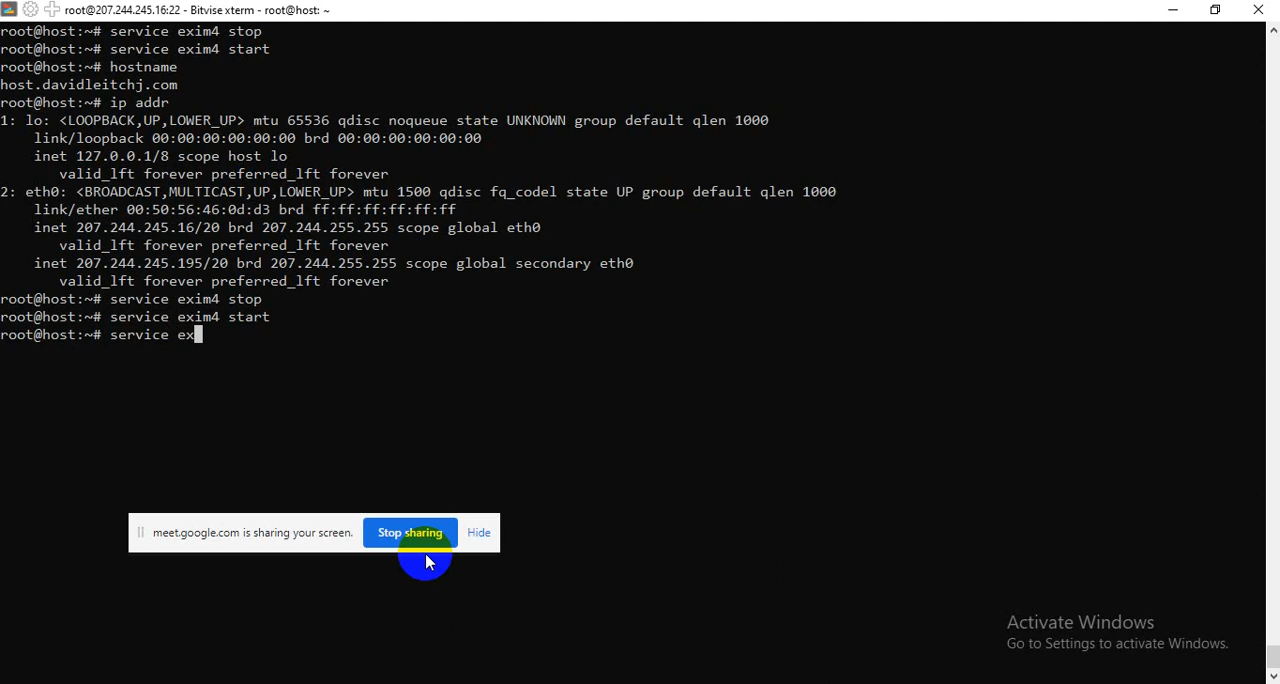 root@207.244.245.16:22 - Bitvise xterm - root@host: ~
root@host:~# service exim4 stop
root@host:~# service exim4 start
root@host:~# hostname
host.davidleitchj.com
root@host:~# ip addr
1: lo: <LOOPBACK,UP,LOWER_UP> mtu 65536 qdisc noqueue state UNKNOWN group default qlen 1000
    link/loopback 00:00:00:00:00:00 brd 00:00:00:00:00:00
    inet 127.0.0.1/8 scope host lo
       valid_lft forever preferred_lft forever
2: eth0: <BROADCAST,MULTICAST,UP,LOWER_UP> mtu 1500 qdisc fq_codel state UP group default qlen 1000
    link/ether 00:50:56:46:0d:d3 brd ff:ff:ff:ff:ff:ff
    inet 207.244.245.16/20 brd 207.244.255.255 scope global eth0
       valid_lft forever preferred_lft forever
    inet 207.244.245.195/20 brd 207.244.255.255 scope global secondary eth0
       valid_lft forever preferred_lft forever
root@host:~# service exim4 stop
root@host:~# service exim4 start
root@host:~# service ex
meet.google.com is sharing your screen. Stop sharing Hide
Activate Windows
Go to Settings to activate Windows.